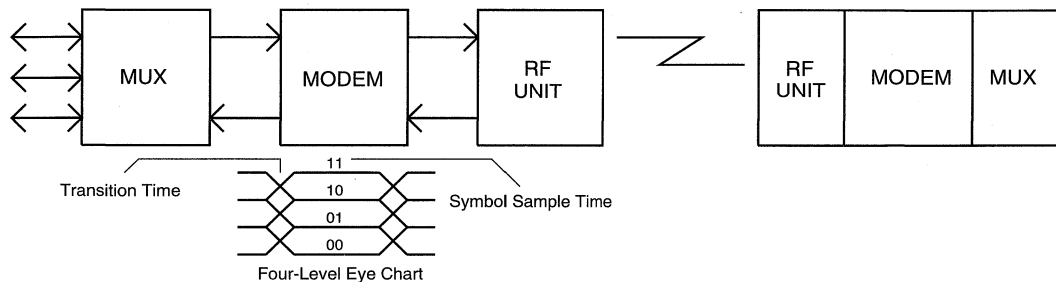 MUX
MODEM
RF
UNIT
RF
UNIT
MODEM
MUX
Transition Time
11
10
01
00
Symbol Sample Time
Four-Level Eye Chart